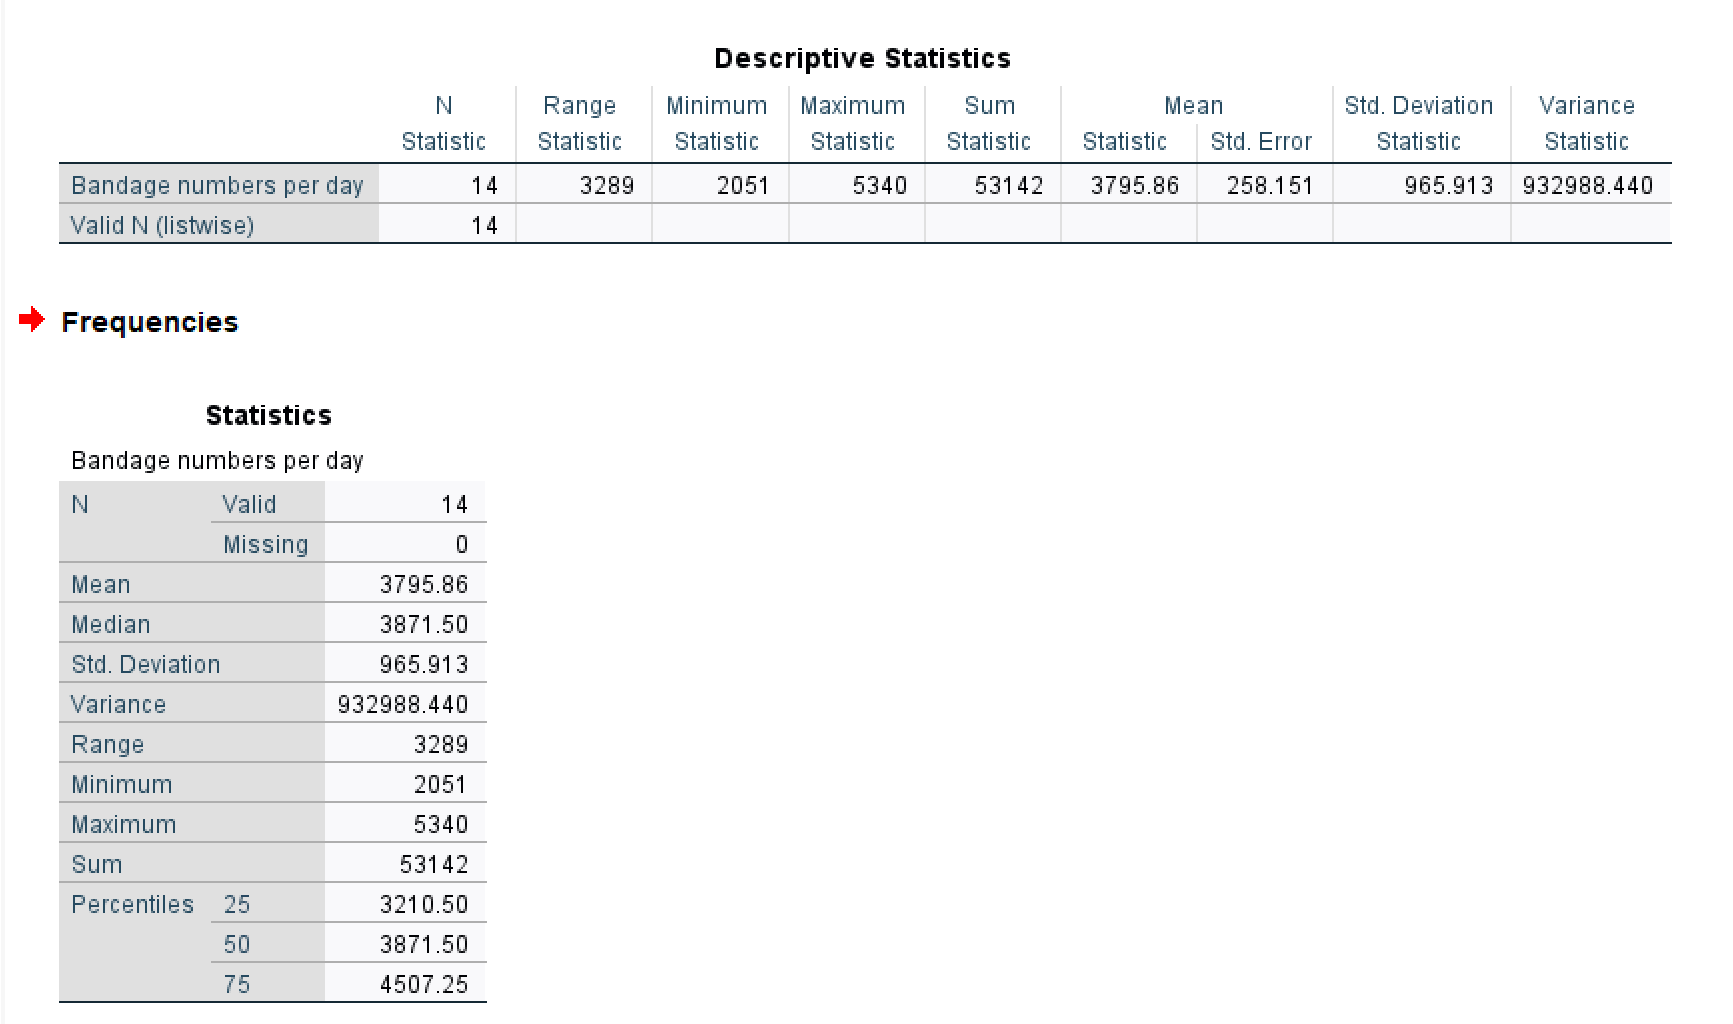 Descriptive Statistics
N Range Minimum Maximum Sum Mean Std. Deviation Variance
Statistic Statistic Statistic Statistic Statistic Statistic Std. Error Statistic Statistic
Bandage numbers per day 14 3289 2051 5340 53142 3795.86 258.151 965.913 932988.440
Valid N (listwise) 14
Frequencies
Statistics
Bandage numbers per day
N Valid 14
Missing 0
Mean 3795.86
Median 3871.50
Std. Deviation 965.913
Variance 932988.440
Range 3289
Minimum 2051
Maximum 5340
Sum 53142
Percentiles 25 3210.50
50 3871.50
75 4507.25